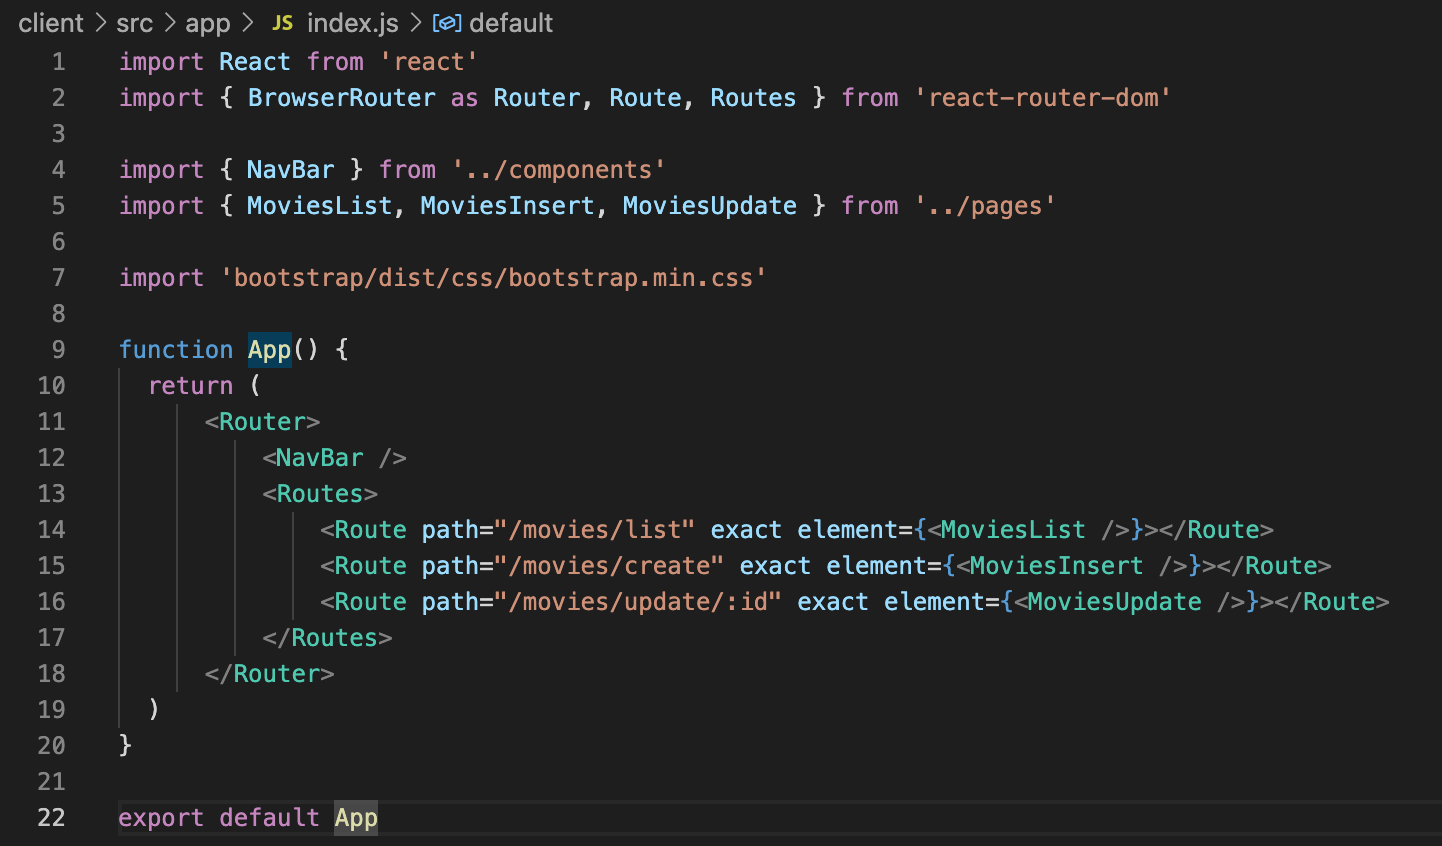 client > src > app > JS index.js > default
1 import React from 'react'
2 import { BrowserRouter as Router, Route, Routes } from 'react-router-dom'
3
4 import { NavBar } from '../components'
5 import { MoviesList, MoviesInsert, MoviesUpdate } from '../pages'
6
7 import 'bootstrap/dist/css/bootstrap.min.css'
8
9 function App() {
10   return (
11       <Router>
12           <NavBar />
13           <Routes>
14               <Route path="/movies/list" exact element={<MoviesList />}></Route>
15               <Route path="/movies/create" exact element={<MoviesInsert />}></Route>
16               <Route path="/movies/update/:id" exact element={<MoviesUpdate />}></Route>
17           </Routes>
18       </Router>
19   )
20 }
21
22 export default App